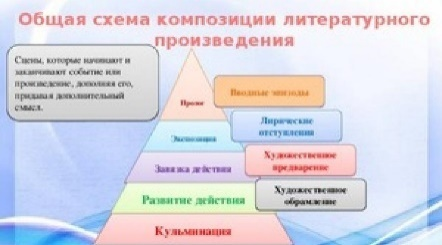 Общая схема композиции литературного
произведения
Сцены, которые начинают и
заканчивают событие или
произведение, дополняя его,
придавая дополнительный
смысл.
Пролог
Вводные эпизоды
Экспозиция
Лирические
отступления
Завязка действия
Художественное
предварение
Развитие действия
Художественное
обрамление
Кульминация